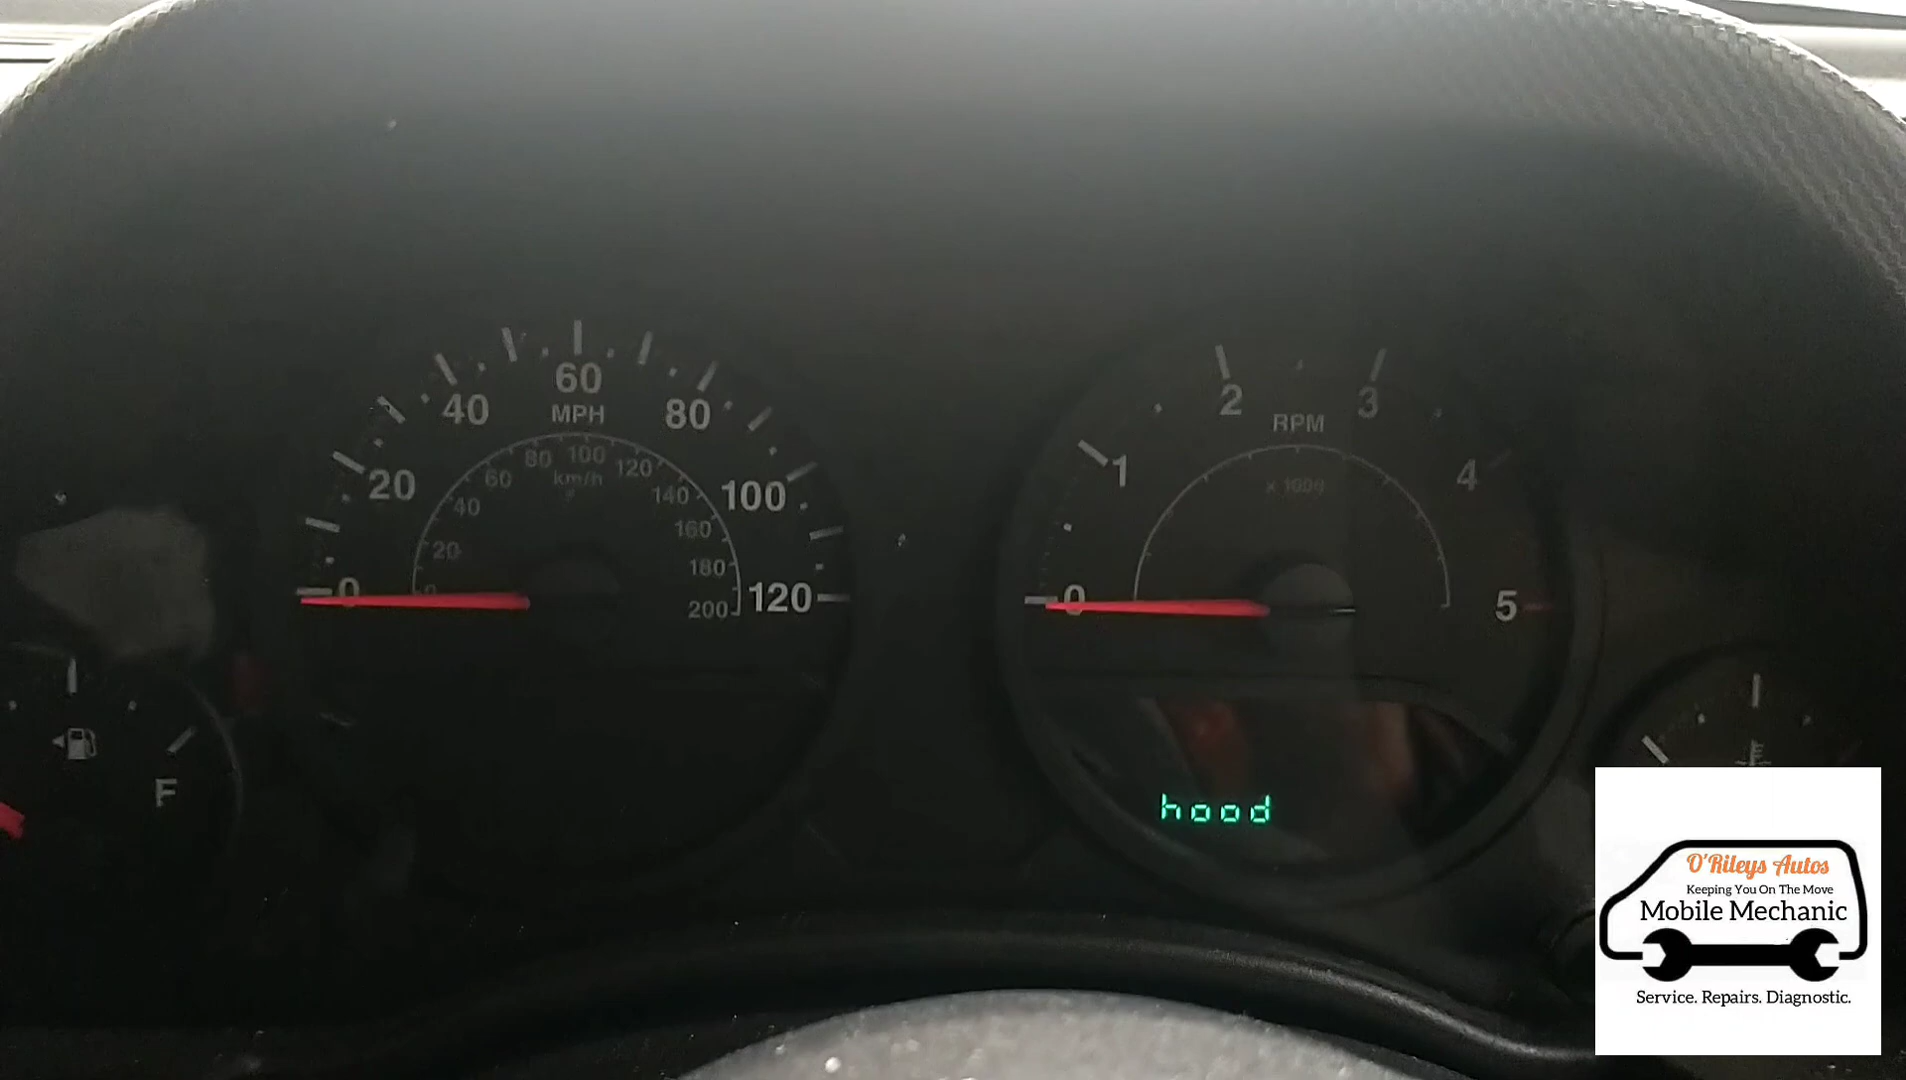 60
MPH
40
80
20
100
0
120
80 100 120
km/h
60
140
40
160
20
180
0
200
2
3
RPM
1
4
x 1000
0
5
F
hood
O'Rileys Autos
Keeping You On The Move
Mobile Mechanic
Service. Repairs. Diagnostic.